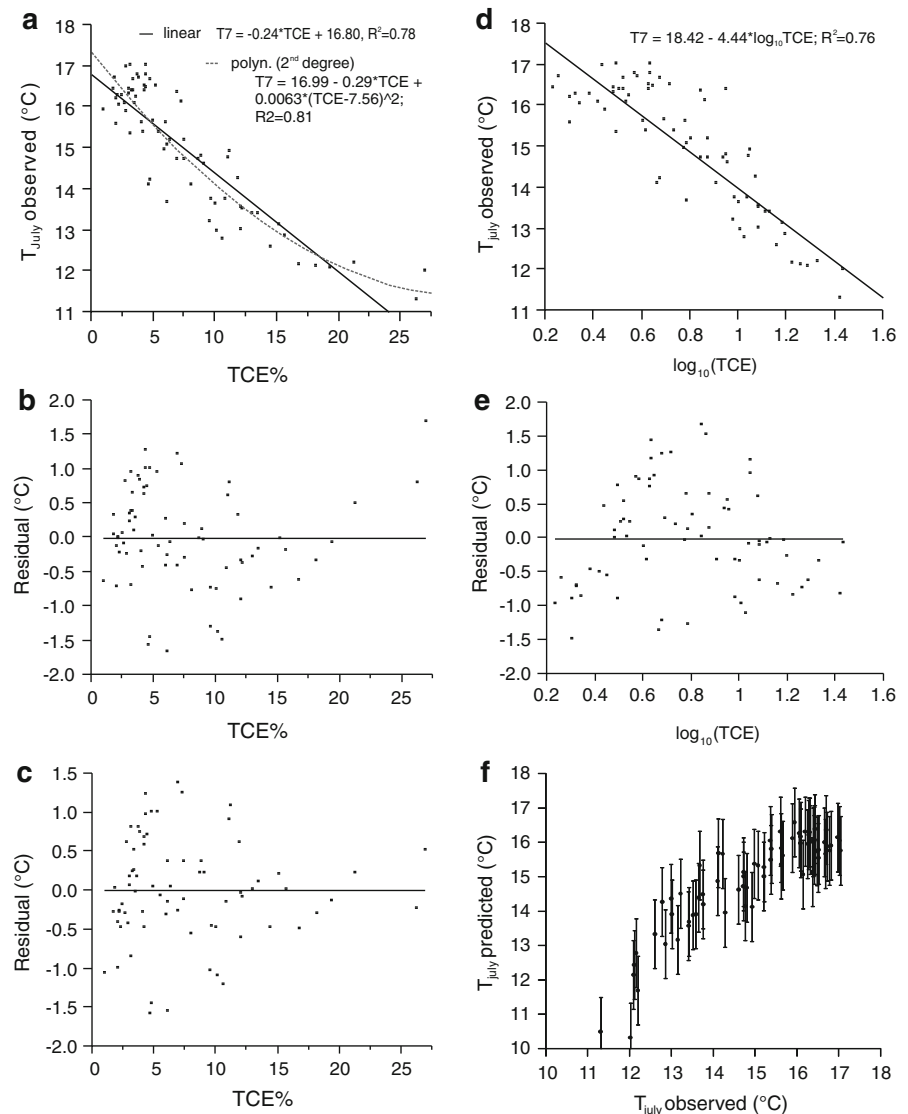 a
— linear T7 = -0.24*TCE + 16.80, R²=0.78
polyn. (2nd degree)
T7 = 16.99 - 0.29*TCE +
0.0063*(TCE-7.56)^2;
R2=0.81
18
17
16
15
14
13
12
11
TJuly observed (°C)
0 5 10 15 20 25
TCE%
d
T7 = 18.42 - 4.44*log10TCE; R²=0.76
18
17
16
15
14
13
12
11
Tjuly observed (°C)
0.2 0.4 0.6 0.8 1.0 1.2 1.4 1.6
log10(TCE)
b
2.0
1.5
1.0
0.5
0.0
-0.5
-1.0
-1.5
-2.0
Residual (°C)
0 5 10 15 20 25
TCE%
e
2.0
1.5
1.0
0.5
0.0
-0.5
-1.0
-1.5
-2.0
Residual (°C)
0.2 0.4 0.6 0.8 1.0 1.2 1.4 1.6
log10(TCE)
c
1.5
1.0
0.5
0.0
-0.5
-1.0
-1.5
-2.0
Residual (°C)
0 5 10 15 20 25
TCE%
f
18
17
16
15
14
13
12
11
10
Tjuly predicted (°C)
10 11 12 13 14 15 16 17 18
Tjuly observed (°C)